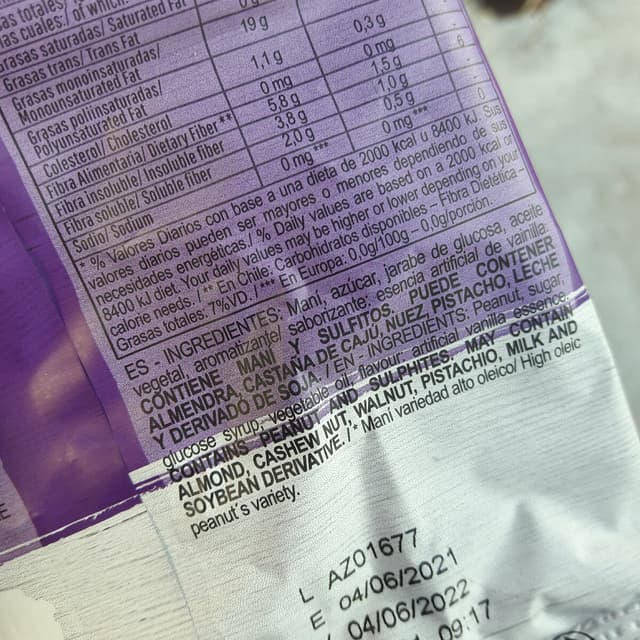 as totales/
las cuales/ of which:
rasas saturadas/ Saturated Fat
Grasas trans/ Trans Fat
Grasas monoinsaturadas/
Monounsaturated Fat 19 g 0,3 g
Grasas poliinsaturadas/
Polyunsaturated Fat 1,1 g 0 mg
Colesterol/ Cholesterol 0 mg 1.5 g 6
Fibra Alimentaria/ Dietary Fiber** 5,8 g 1.0 g
Fibra insoluble/ Insoluble fiber 3.8 g 0,5 g
Fibra soluble/ Soluble fiber 2.0 g 0 mg*** 0
Sodio/ Sodium 0 mg***
% Valores Diarios con base a una dieta de 2000 kcal u 8400 kJ. Sus
valores diarios pueden ser mayores o menores dependiendo de sus
necesidades energéticas./ %. Daily values are based on a 2000 kcal or
8400 kJ diet. Your daily values may be higher or lower depending on your
calorie needs. / ** En Chile: Carbohidratos disponibles - Fibra Dietética -
Grasas totales: 7%VD. / *** En Europa: 0,0g/100g – 0,0g/porción.
ES - INGREDIENTES: Maní, azúcar, jarabe de glucosa, aceite
vegetal, aromatizante/ saborizante: esencia artificial de vainilla.
CONTIENE MANÍ Y SULFITOS. PUEDE CONTENER
ALMENDRA, CASTAÑA DE CAJÚ, NUEZ, PISTACHO, LECHE
Y DERIVADO DE SOJA. / EN - INGREDIENTS: Peanut, sugar,
glucose syrup, vegetable oil, flavour: artificial vanilla essence.
CONTAINS PEANUT AND SULPHITES. MAY CONTAIN
ALMOND, CASHEW NUT, WALNUT, PISTACHIO, MILK AND
SOYBEAN DERIVATIVE. / * Maní variedad alto oleico/ High oleic
peanut´s variety.
L AZ01677
E 04/06/2021
04/06/2022
09:17